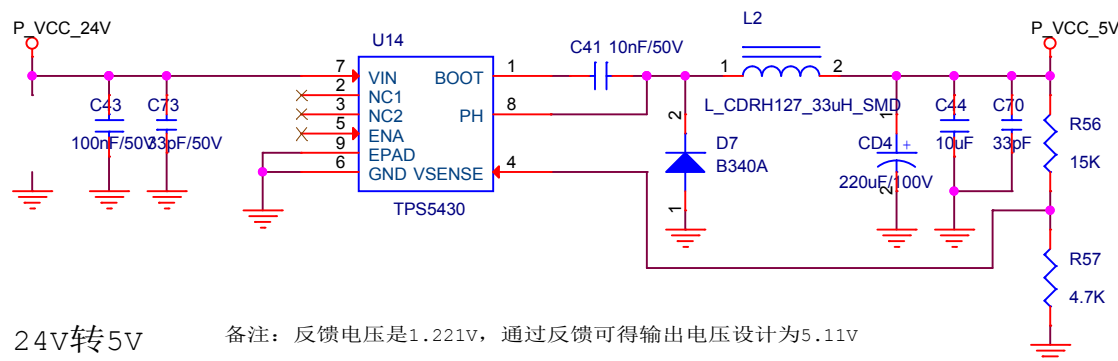 P_VCC_24V
U14
C41 10nF/50V
L2
P_VCC_5V
7
VIN
BOOT
1
1
2
2
NC1
C43
C73
3
NC2
PH
8
L_CDRH127_33uH_SMD
C44
C70
100nF/50V
33pF/50V
5
ENA
2
D7
B340A
1
CD4
+
10uF
33pF
R56
15K
9
EPAD
6
GND
VSENSE
4
220uF/100V
2
1
TPS5430
R57
4.7K
24V转5V
备注：反馈电压是1.221V，通过反馈可得输出电压设计为5.11V